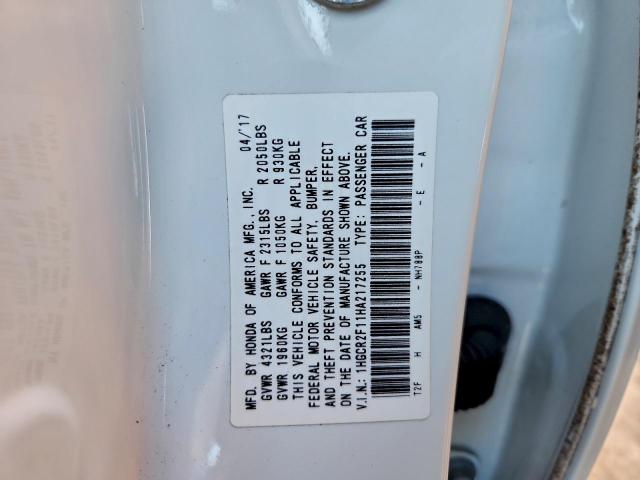 MFD. BY HONDA OF AMERICA MFG., INC. 04/'17
GVWR 4321LBS GAWR F 2315LBS R 2050LBS
GVWR 1960KG GAWR F 1050KG R 930KG
THIS VEHICLE CONFORMS TO ALL APPLICABLE
FEDERAL MOTOR VEHICLE SAFETY, BUMPER,
AND THEFT PREVENTION STANDARDS IN EFFECT
ON THE DATE OF MANUFACTURE SHOWN ABOVE.
V.I.N.: 1HGCR2F11HA217255 TYPE: PASSENGER CAR
T2F H AM5 - NH788P - E - A